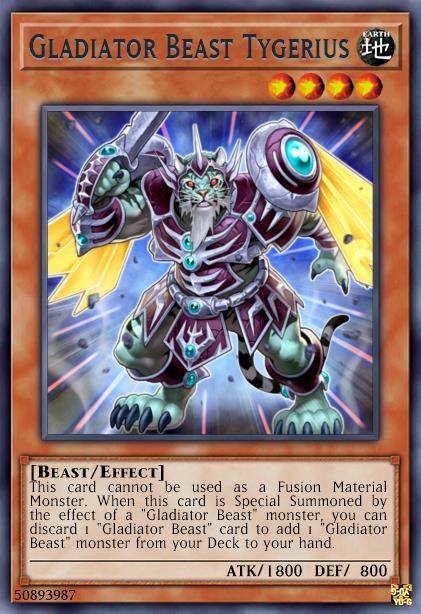 GLADIATOR BEAST TYGERIUS
EARTH
地
[BEAST/EFFECT]
This card cannot be used as a Fusion Material
Monster. When this card is Special Summoned by
the effect of a "Gladiator Beast" monster, you can
discard 1 "Gladiator Beast" card to add 1 "Gladiator
Beast" monster from your Deck to your hand.
ATK/1800 DEF/ 800
50893987